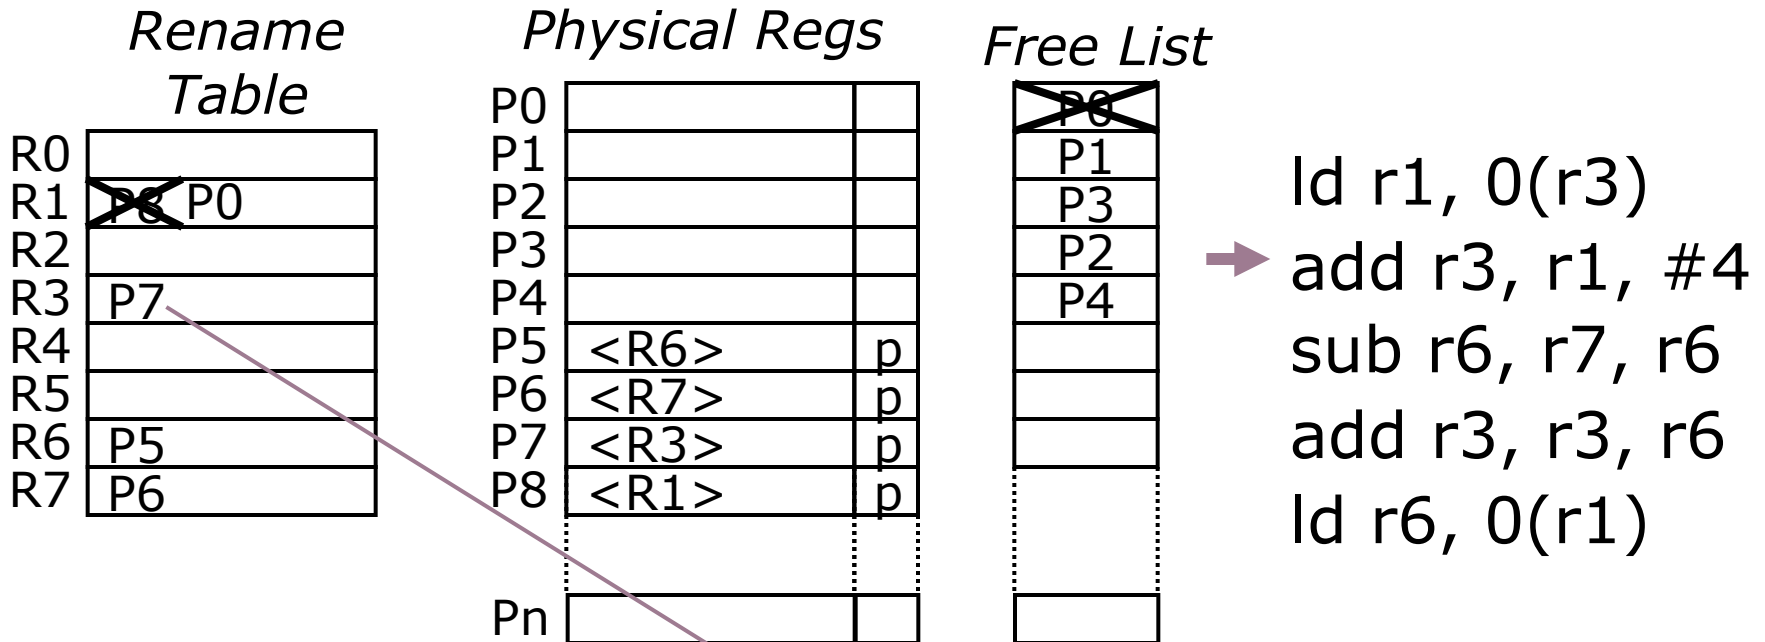 Rename
Table
R0
R1 P8 P0
R2
R3 P7
R4
R5
R6 P5
R7 P6
Physical Regs
P0
P1
P2
P3
P4
P5 <R6> p
P6 <R7> p
P7 <R3> p
P8 <R1> p
Pn
Free List
P0
P1
P3
P2
P4
ld r1, 0(r3)
add r3, r1, #4
sub r6, r7, r6
add r3, r3, r6
ld r6, 0(r1)